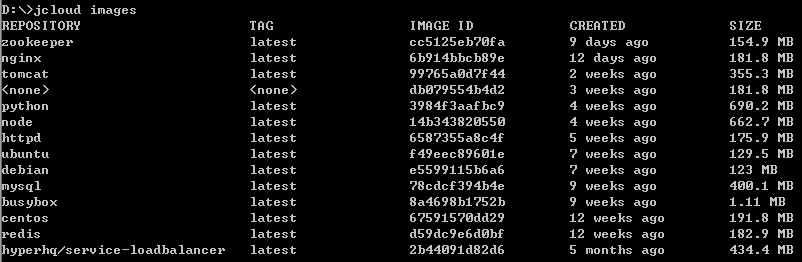 D:\>jcloud images
REPOSITORY TAG IMAGE ID CREATED SIZE
zookeeper latest cc5125eb70fa 9 days ago 154.9 MB
nginx latest 6b914bbcb89e 12 days ago 181.8 MB
tomcat latest 99765a0d7f44 2 weeks ago 355.3 MB
<none> <none> db079554b4d2 3 weeks ago 181.8 MB
python latest 3984f3aafbc9 4 weeks ago 690.2 MB
node latest 14b343820550 4 weeks ago 662.7 MB
httpd latest 6587355a8c4f 5 weeks ago 175.9 MB
ubuntu latest f49eec89601e 7 weeks ago 129.5 MB
debian latest e5599115b6a6 7 weeks ago 123 MB
mysql latest 78cdcf394b4e 9 weeks ago 400.1 MB
busybox latest 8a4698b1752b 9 weeks ago 1.11 MB
centos latest 67591570dd29 12 weeks ago 191.8 MB
redis latest d59dc9e6d0bf 12 weeks ago 182.9 MB
hyperhq/service-loadbalancer latest 2b44091d82d6 5 months ago 434.4 MB